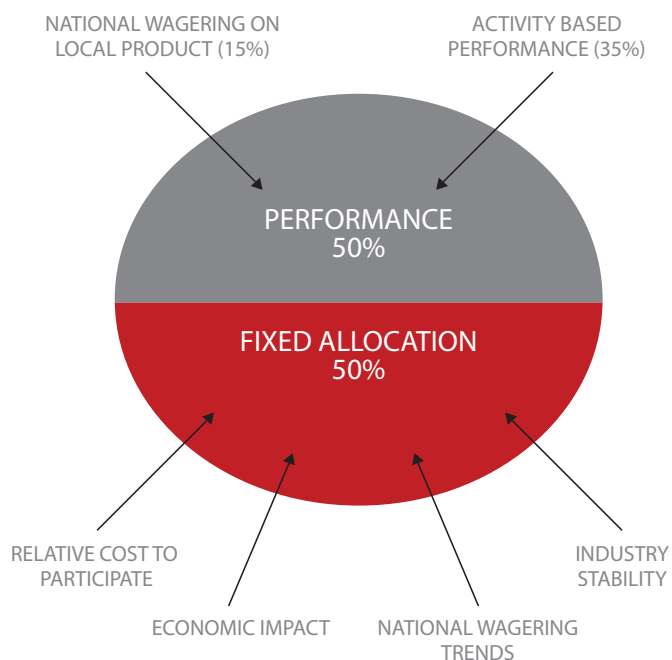 NATIONAL WAGERING ON
LOCAL PRODUCT (15%)
ACTIVITY BASED
PERFORMANCE (35%)
PERFORMANCE
50%
FIXED ALLOCATION
50%
RELATIVE COST TO
PARTICIPATE
INDUSTRY
STABILITY
ECONOMIC IMPACT
NATIONAL WAGERING
TRENDS